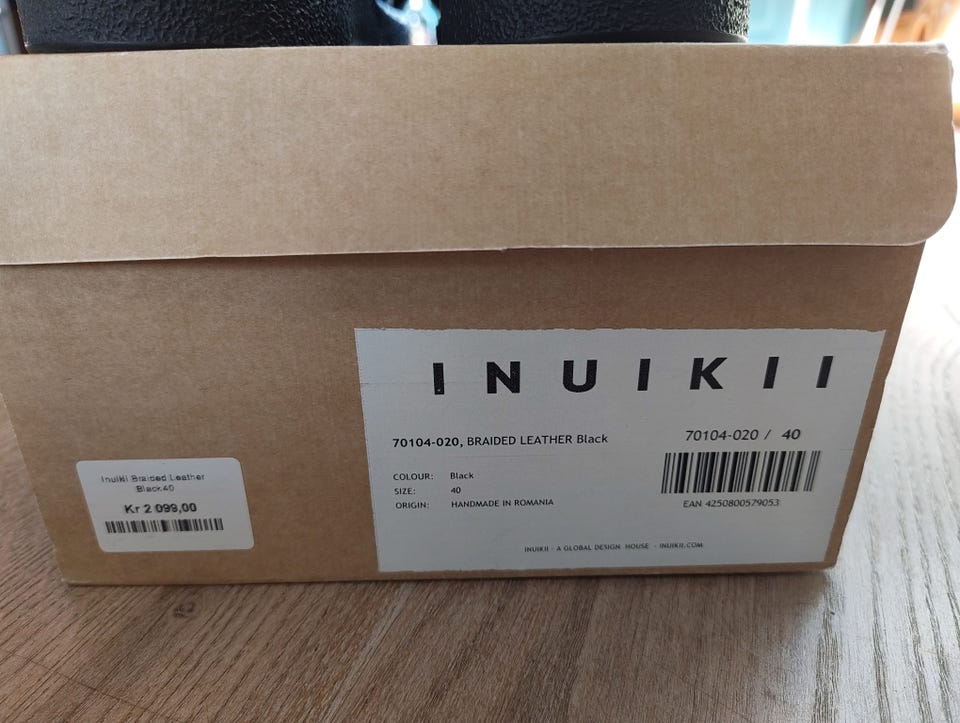 INUIKII
70104-020, BRAIDED LEATHER Black
COLOUR: Black
SIZE: 40
ORIGIN: HANDMADE IN ROMANIA
70104-020 / 40
EAN 4250800579053
INUIKII - A GLOBAL DESIGN HOUSE - INUIKII.COM
Inuikii Braided Leather
Black40
Kr 2 099,00